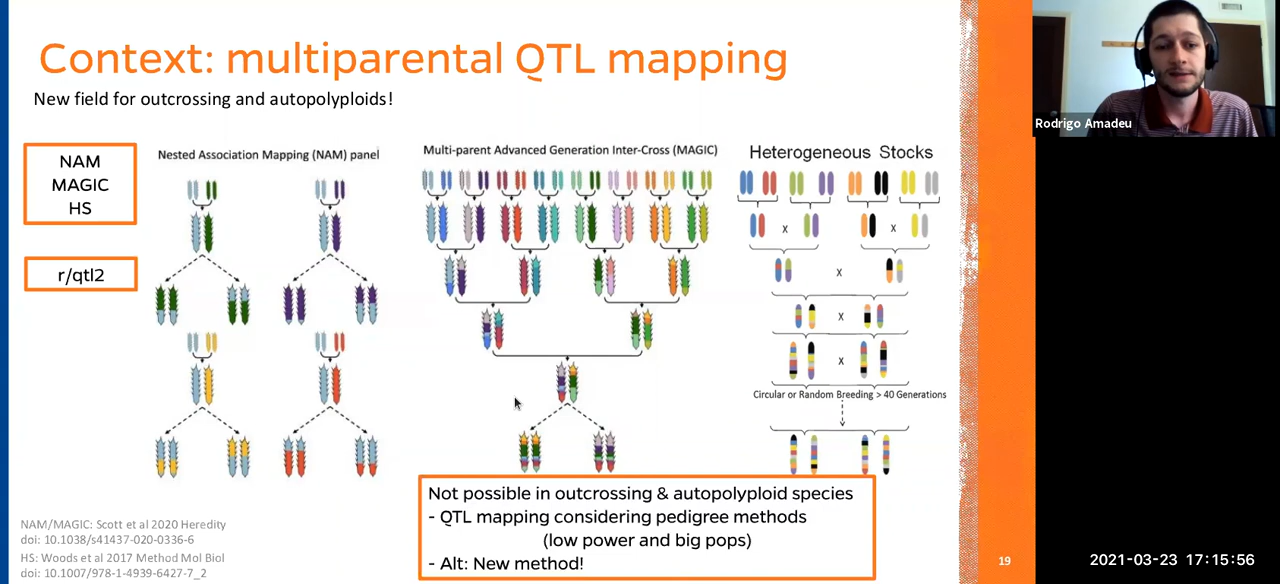 Context: multiparental QTL mapping
New field for outcrossing and autopolyploids!
NAM
MAGIC
HS
r/qtl2
Nested Association Mapping (NAM) panel
Multi-parent Advanced Generation Inter-Cross (MAGIC)
Heterogeneous Stocks
x
x
x
x
x
Circular or Random Breeding > 40 Generations
Not possible in outcrossing & autopolyploid species
- QTL mapping considering pedigree methods
(low power and big pops)
- Alt: New method!
NAM/MAGIC: Scott et al 2020 Heredity
doi: 10.1038/s41437-020-0336-6
HS: Woods et al 2017 Method Mol Biol
doi: 10.1007/978-1-4939-6427-7_2
19
Rodrigo Amadeu
2021-03-23 17:15:56